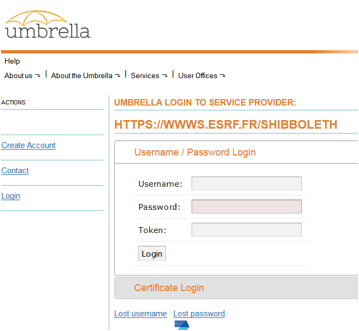 umbrella
Help
About us | About the Umbrella | Services | User Offices
ACTIONS
Create Account
Contact
Login
UMBRELLA LOGIN TO SERVICE PROVIDER:
HTTPS://WWWS.ESRF.FR/SHIBBOLETH
Username / Password Login
Username:
Password:
Token:
Login
Certificate Login
Lost username Lost password